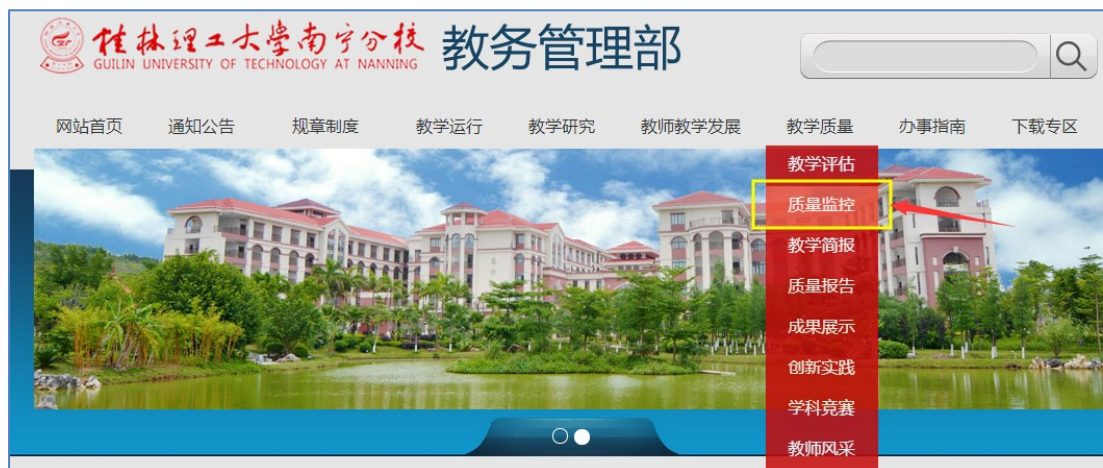 桂林理工大学南宁分校 教务管理部
GUILIN UNIVERSITY OF TECHNOLOGY AT NANNING
网站首页 通知公告 规章制度 教学运行 教学研究 教师教学发展 教学质量 办事指南 下载专区
教学评估
质量监控
教学简报
质量报告
成果展示
创新实践
学科竞赛
教师风采